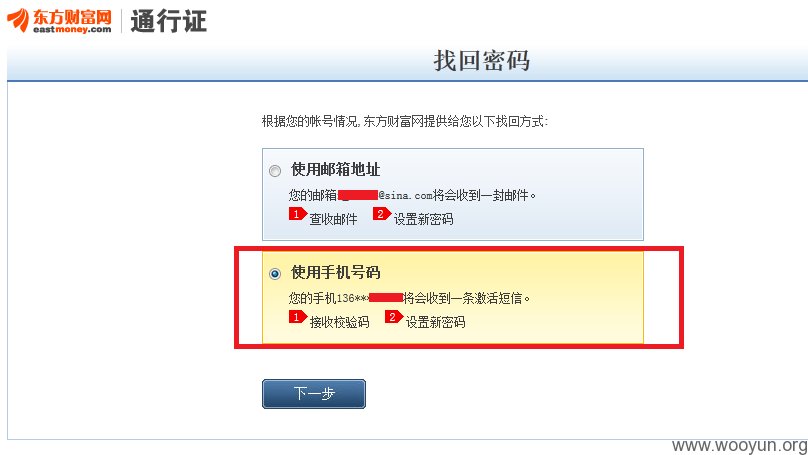 东方财富网 通行证
eastmoney.com
找回密码
根据您的帐号情况,东方财富网提供给您以下找回方式:
使用邮箱地址
您的邮箱@sina.com将会收到一封邮件。
1 查收邮件 2 设置新密码
使用手机号码
您的手机136***将会收到一条激活短信。
1 接收校验码 2 设置新密码
下一步
www.wooyun.org